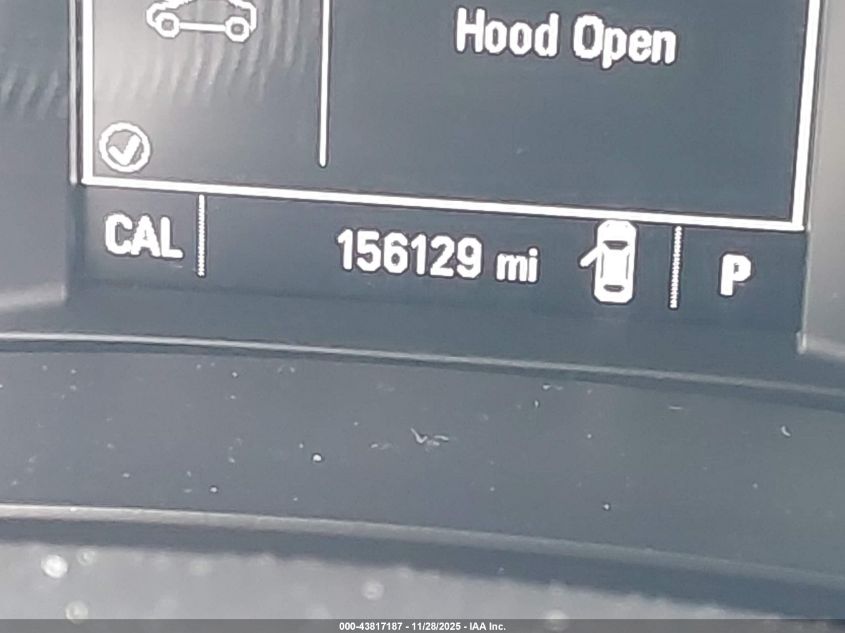 Hood Open
CAL
156129 mi
P
000-43817187 - 11/28/2025 - IAA Inc.